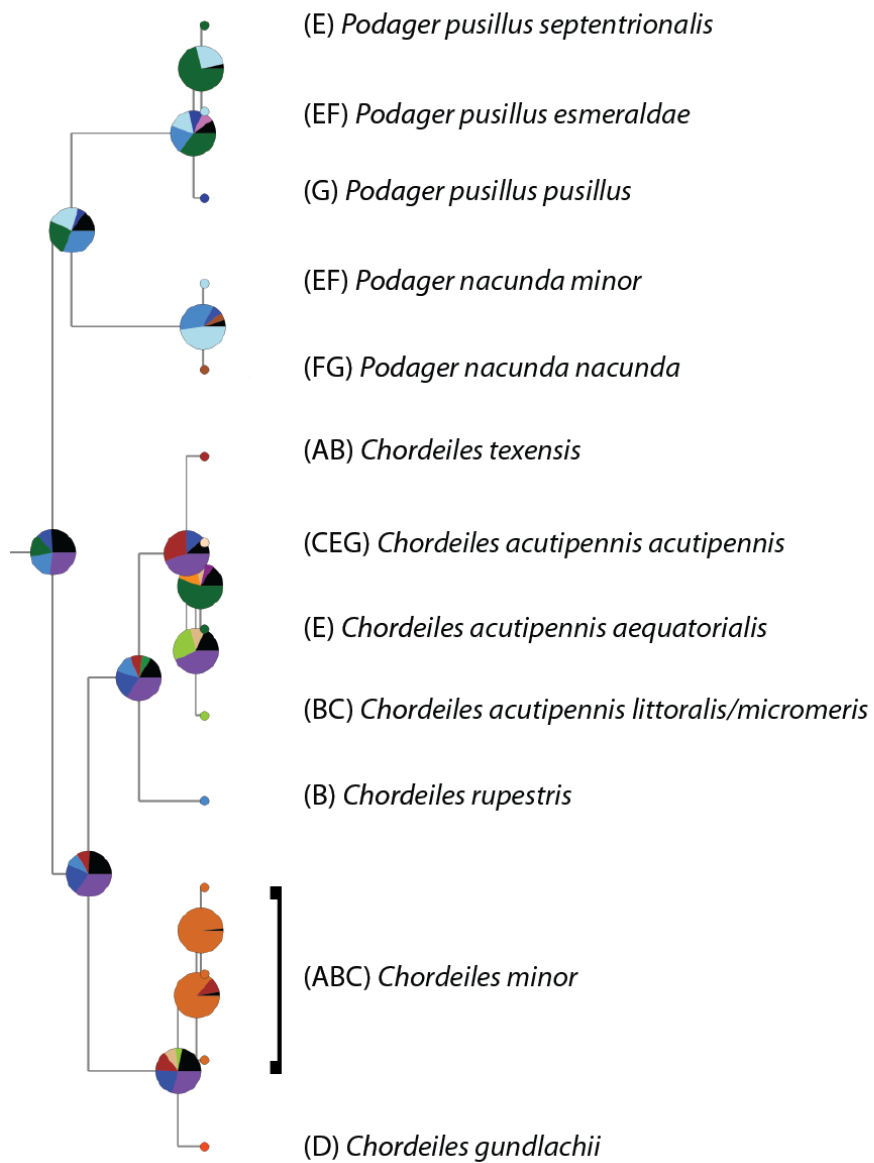 (E) Podager pusillus septentrionalis
(EF) Podager pusillus esmeraldae
(G) Podager pusillus pusillus
(EF) Podager nacunda minor
(FG) Podager nacunda nacunda
(AB) Chordeiles texensis
(CEG) Chordeiles acutipennis acutipennis
(E) Chordeiles acutipennis aequatorialis
(BC) Chordeiles acutipennis littoralis/micromeris
(B) Chordeiles rupestris
(ABC) Chordeiles minor
(D) Chordeiles gundlachii